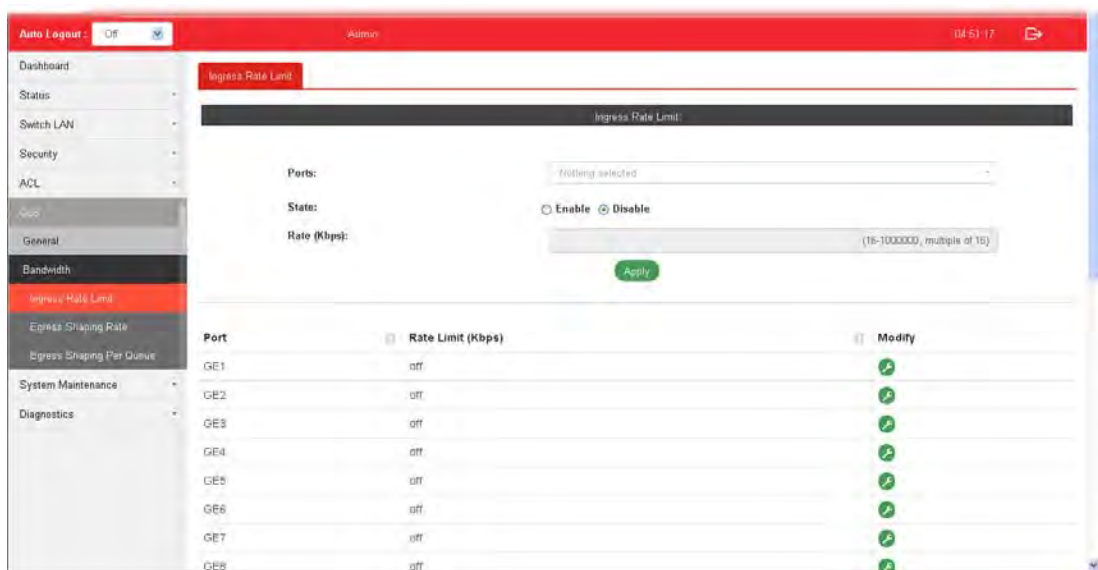 Auto Logout : Off
Admin
04:51:17
Dashboard
Status
Switch LAN
Security
ACL
QoS
General
Bandwidth
Ingress Rate Limit
Egress Shaping Rate
Egress Shaping Per Queue
System Maintenance
Diagnostics
Ingress Rate Limit
Ingress Rate Limit
Ports: Nothing selected
State: Enable Disable
Rate (Kbps): (16-1000000, multiple of 16)
Apply
Port Rate Limit (Kbps) Modify
GE1 off
GE2 off
GE3 off
GE4 off
GE5 off
GE6 off
GE7 off
GE8 off